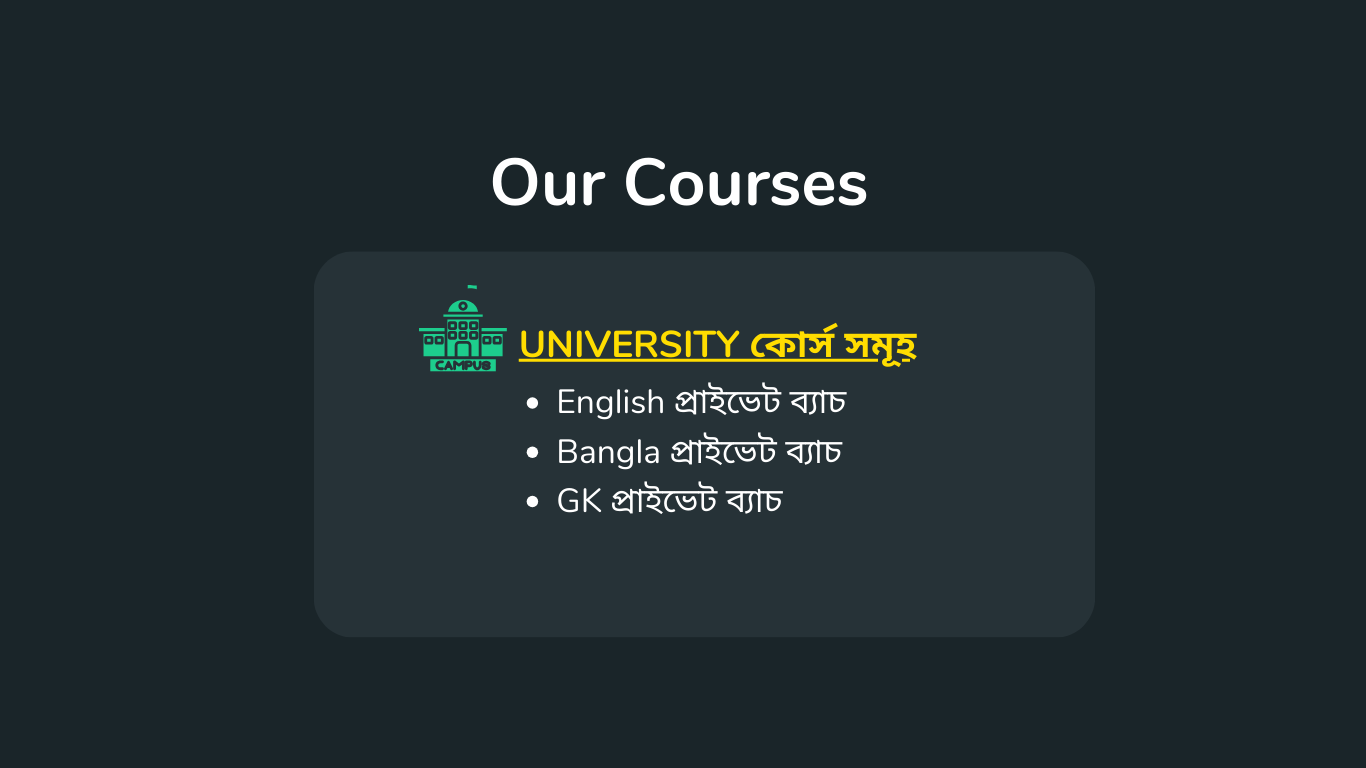 Our Courses
CAMPUS
UNIVERSITY কোর্স সমূহ
• English প্রাইভেট ব্যাচ
• Bangla প্রাইভেট ব্যাচ
• GK প্রাইভেট ব্যাচ